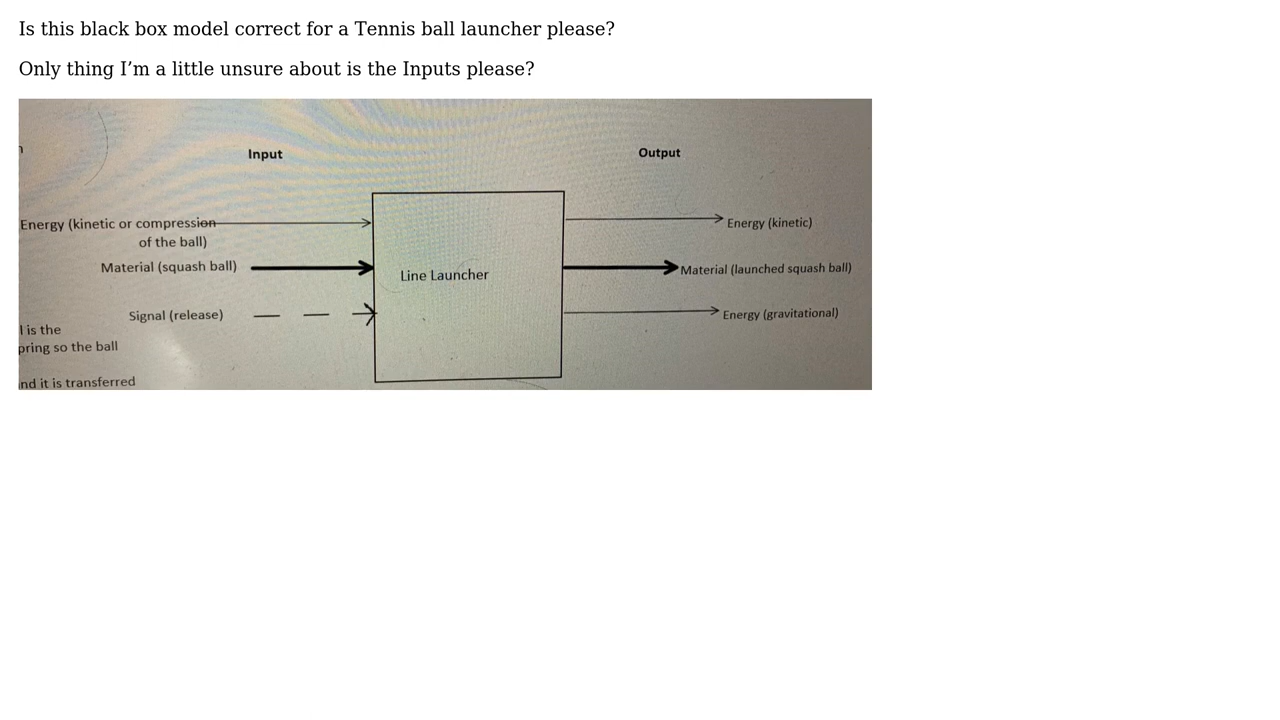 Is this black box model correct for a Tennis ball launcher please?
Only thing I’m a little unsure about is the Inputs please?
Input
Output
Energy (kinetic or compression
of the ball)
Energy (kinetic)
Material (squash ball)
Line Launcher
Material (launched squash ball)
Signal (release)
Energy (gravitational)
l is the
pring so the ball
nd it is transferred